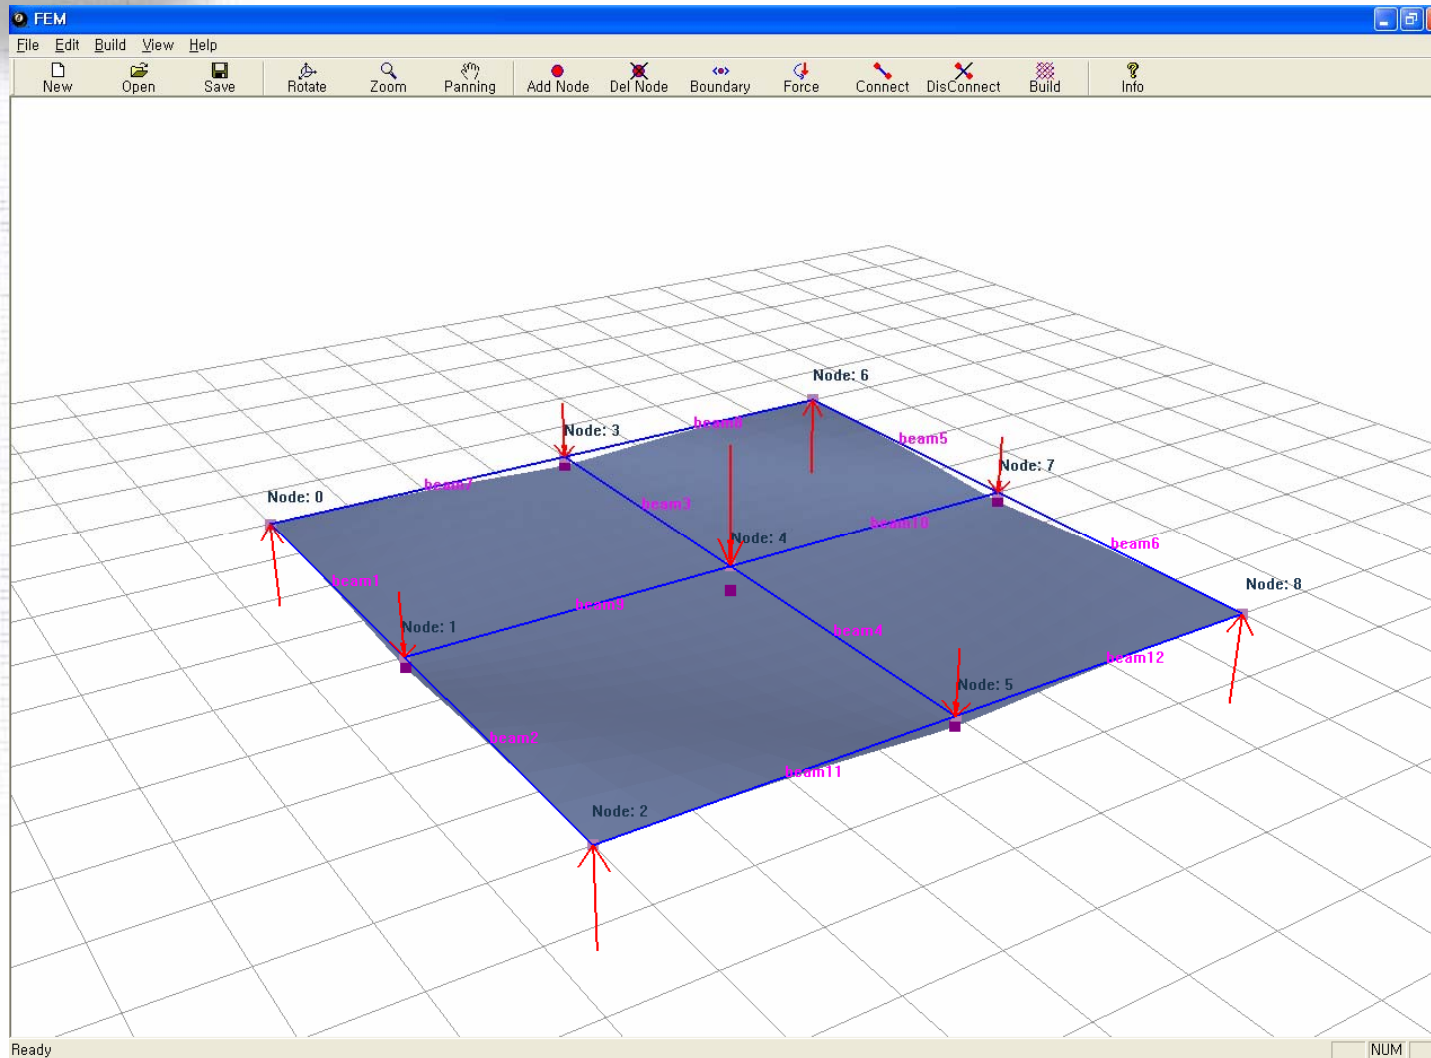 FEM
File Edit Build View Help
New Open Save Rotate Zoom Panning Add Node Del Node Boundary Force Connect DisConnect Build Info
Node: 6
Node: 3
beam8
beam5
Node: 7
beam7
Node: 0
beam3
beam10
Node: 4
beam6
beam1
Node: 8
beam9
Node: 1
beam4
beam12
Node: 5
beam2
beam11
Node: 2
Ready NUM